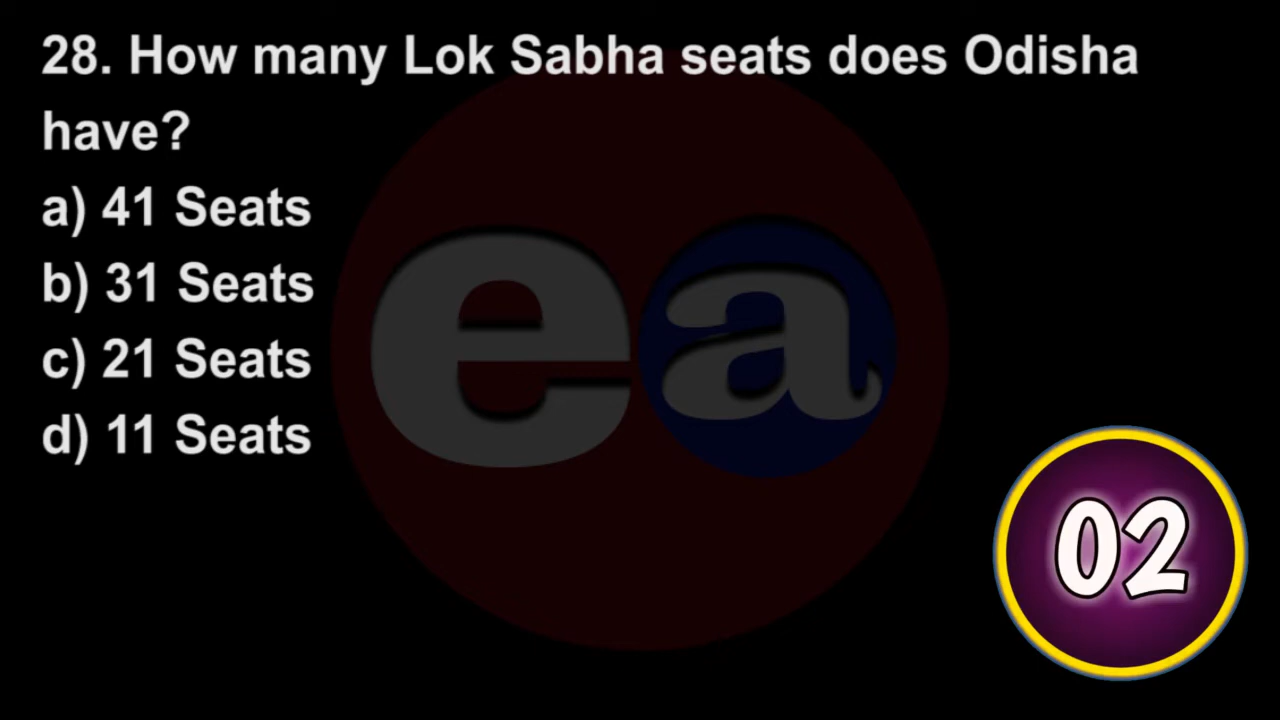 28. How many Lok Sabha seats does Odisha
have?
a) 41 Seats
b) 31 Seats
c) 21 Seats
d) 11 Seats
ea
02